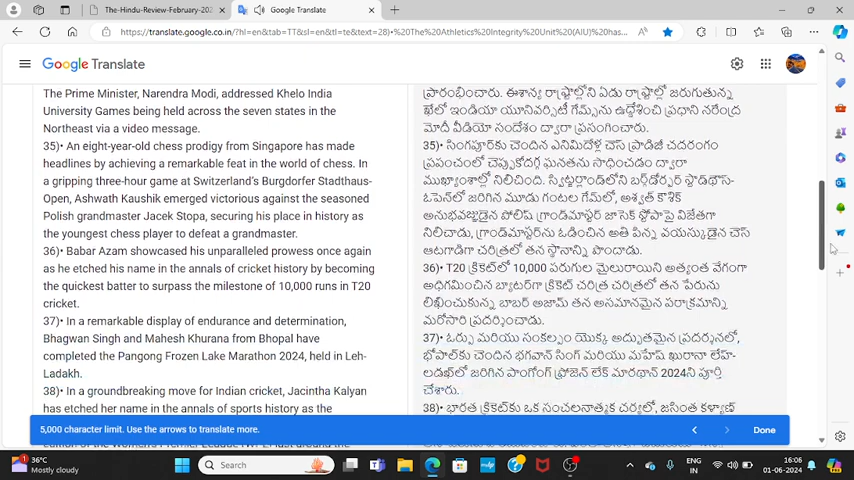 The-Hindu-Review-February-202
Google Translate
https://translate.google.co.in/?hl=en&tab=TT&sl=en&tl=te&text=28)•%20The%20Athletics%20Integrity%20Unit%20(AIU)%20has...
Google Translate
The Prime Minister, Narendra Modi, addressed Khelo India
University Games being held across the seven states in the
Northeast via a video message.
35)• An eight-year-old chess prodigy from Singapore has made
headlines by achieving a remarkable feat in the world of chess. In
a gripping three-hour game at Switzerland's Burgdorfer Stadthaus-
Open, Ashwath Kaushik emerged victorious against the seasoned
Polish grandmaster Jacek Stopa, securing his place in history as
the youngest chess player to defeat a grandmaster.
36)• Babar Azam showcased his unparalleled prowess once again
as he etched his name in the annals of cricket history by becoming
the quickest batter to surpass the milestone of 10,000 runs in T20
cricket.
37)• In a remarkable display of endurance and determination,
Bhagwan Singh and Mahesh Khurana from Bhopal have
completed the Pangong Frozen Lake Marathon 2024, held in Leh-
Ladakh.
38)• In a groundbreaking move for Indian cricket, Jacintha Kalyan
has etched her name in the annals of sports history as the
ప్రారంభించారు. ఈశాన్య రాష్ట్రాల్లోని ఏడు రాష్ట్రాల్లో జరుగుతున్న
ఖేలో ఇండియా యూనివర్సిటీ గేమ్స్‌ను ఉద్దేశించి ప్రధాని నరేంద్ర
మోదీ వీడియో సందేశం ద్వారా ప్రసంగించారు.
35)• సింగపూర్‌కు చెందిన ఎనిమిదేళ్ల చెస్ ప్రాడిజీ చదరంగం
ప్రపంచంలో చెప్పుకోదగ్గ ఘనతను సాధించడం ద్వారా
ముఖ్యాంశాల్లో నిలిచింది. స్విట్జర్లాండ్‌లోని బర్గ్‌డోర్ఫర్ స్టాడ్‌థౌస్-
ఓపెన్‌లో జరిగిన మూడు గంటల గేమ్‌లో, అశ్వత్ కౌశిక్
అనుభవజ్ఞుడైన పోలిష్ గ్రాండ్‌మాస్టర్ జాసెక్ స్టోపాపై విజేతగా
నిలిచాడు, గ్రాండ్‌మాస్టర్‌ను ఓడించిన అతి పిన్న వయస్కుడైన చెస్
ఆటగాడిగా చరిత్రలో తన స్థానాన్ని పొందాడు.
36)• T20 క్రికెట్‌లో 10,000 పరుగుల మైలురాయిని అత్యంత వేగంగా
అధిగమించిన బ్యాటర్‌గా క్రికెట్ చరిత్ర చరిత్రలో తన పేరును
లిఖించుకున్న బాబర్ అజామ్ తన అసమానమైన పరాక్రమాన్ని
మరోసారి ప్రదర్శించాడు.
37)• ఓర్పు మరియు సంకల్పం యొక్క అద్భుతమైన ప్రదర్శనలో,
భోపాల్‌కు చెందిన భగవాన్ సింగ్ మరియు మహేష్ ఖురానా లేహ్-
లడఖ్‌లో జరిగిన పాంగోంగ్ ఫ్రోజెన్ లేక్ మారథాన్ 2024ని పూర్తి
చేశారు.
38)• భారత క్రికెట్‌కు ఒక సంచలనాత్మక చర్యలో, జసింత కళ్యాణ్
5,000 character limit. Use the arrows to translate more.
Done
36°C
Mostly cloudy
Search
ENG
IN
16:06
01-06-2024